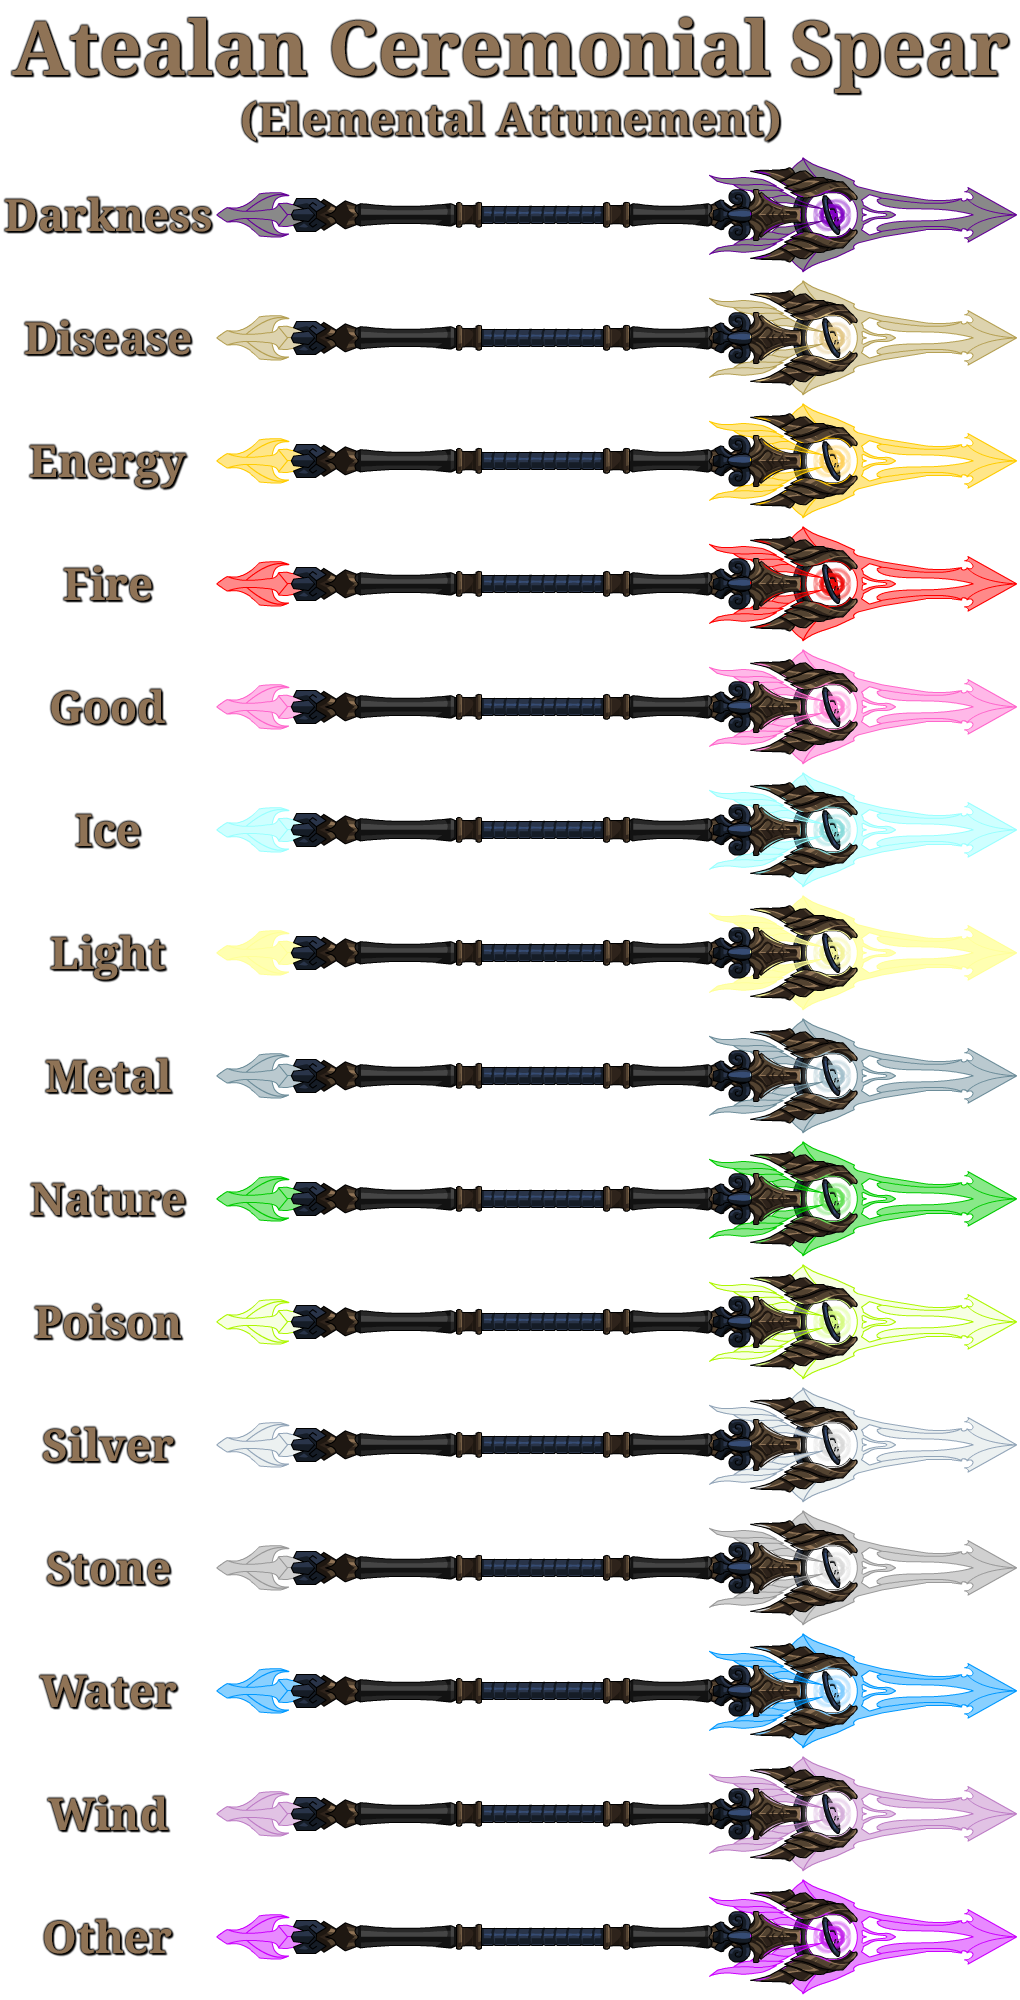 Atealan Ceremonial Spear
(Elemental Attunement)
Darkness
Disease
Energy
Fire
Good
Ice
Light
Metal
Nature
Poison
Silver
Stone
Water
Wind
Other